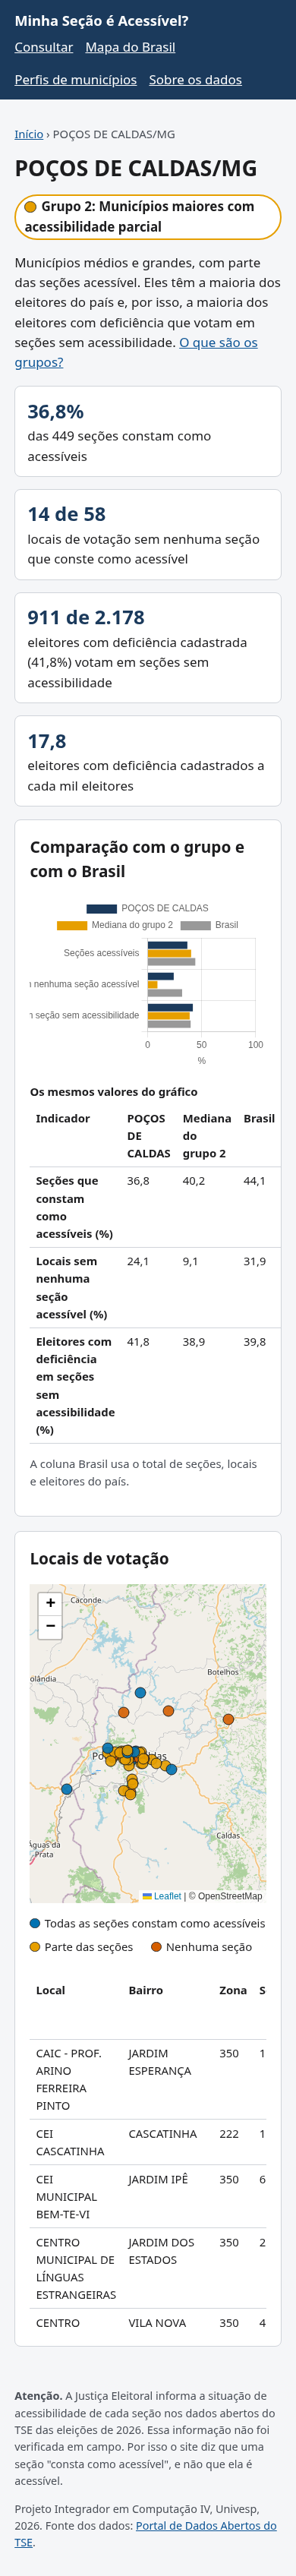 Minha Seção é Acessível?
Consultar Mapa do Brasil
Perfis de municípios Sobre os dados
Início › POÇOS DE CALDAS/MG
POÇOS DE CALDAS/MG
Grupo 2: Municípios maiores com
acessibilidade parcial
Municípios médios e grandes, com parte
das seções acessível. Eles têm a maioria dos
eleitores do país e, por isso, a maioria dos
eleitores com deficiência que votam em
seções sem acessibilidade. O que são os
grupos?
36,8%
das 449 seções constam como
acessíveis
14 de 58
locais de votação sem nenhuma seção
que conste como acessível
911 de 2.178
eleitores com deficiência cadastrada
(41,8%) votam em seções sem
acessibilidade
17,8
eleitores com deficiência cadastrados a
cada mil eleitores
Comparação com o grupo e
com o Brasil
POÇOS DE CALDAS
Mediana do grupo 2 Brasil
Seções acessíveis
nenhuma seção acessível
seção sem acessibilidade
0 50 100
%
Os mesmos valores do gráfico
Indicador POÇOS DE CALDAS Mediana do grupo 2 Brasil
Seções que constam como acessíveis (%) 36,8 40,2 44,1
Locais sem nenhuma seção acessível (%) 24,1 9,1 31,9
Eleitores com deficiência em seções sem acessibilidade (%) 41,8 38,9 39,8
A coluna Brasil usa o total de seções, locais
e eleitores do país.
Locais de votação
+
−
Caconde
olândia
Botelhos
Caldas
Águas da
Prata
Leaflet | © OpenStreetMap
Todas as seções constam como acessíveis
Parte das seções Nenhuma seção
Local Bairro Zona S
CAIC - PROF. ARINO FERREIRA PINTO JARDIM ESPERANÇA 350 1
CEI CASCATINHA CASCATINHA 222 1
CEI MUNICIPAL BEM-TE-VI JARDIM IPÊ 350 6
CENTRO MUNICIPAL DE LÍNGUAS ESTRANGEIRAS JARDIM DOS ESTADOS 350 2
CENTRO VILA NOVA 350 4
Atenção. A Justiça Eleitoral informa a situação de
acessibilidade de cada seção nos dados abertos do
TSE das eleições de 2026. Essa informação não foi
verificada em campo. Por isso o site diz que uma
seção "consta como acessível", e não que ela é
acessível.
Projeto Integrador em Computação IV, Univesp,
2026. Fonte dos dados: Portal de Dados Abertos do
TSE.